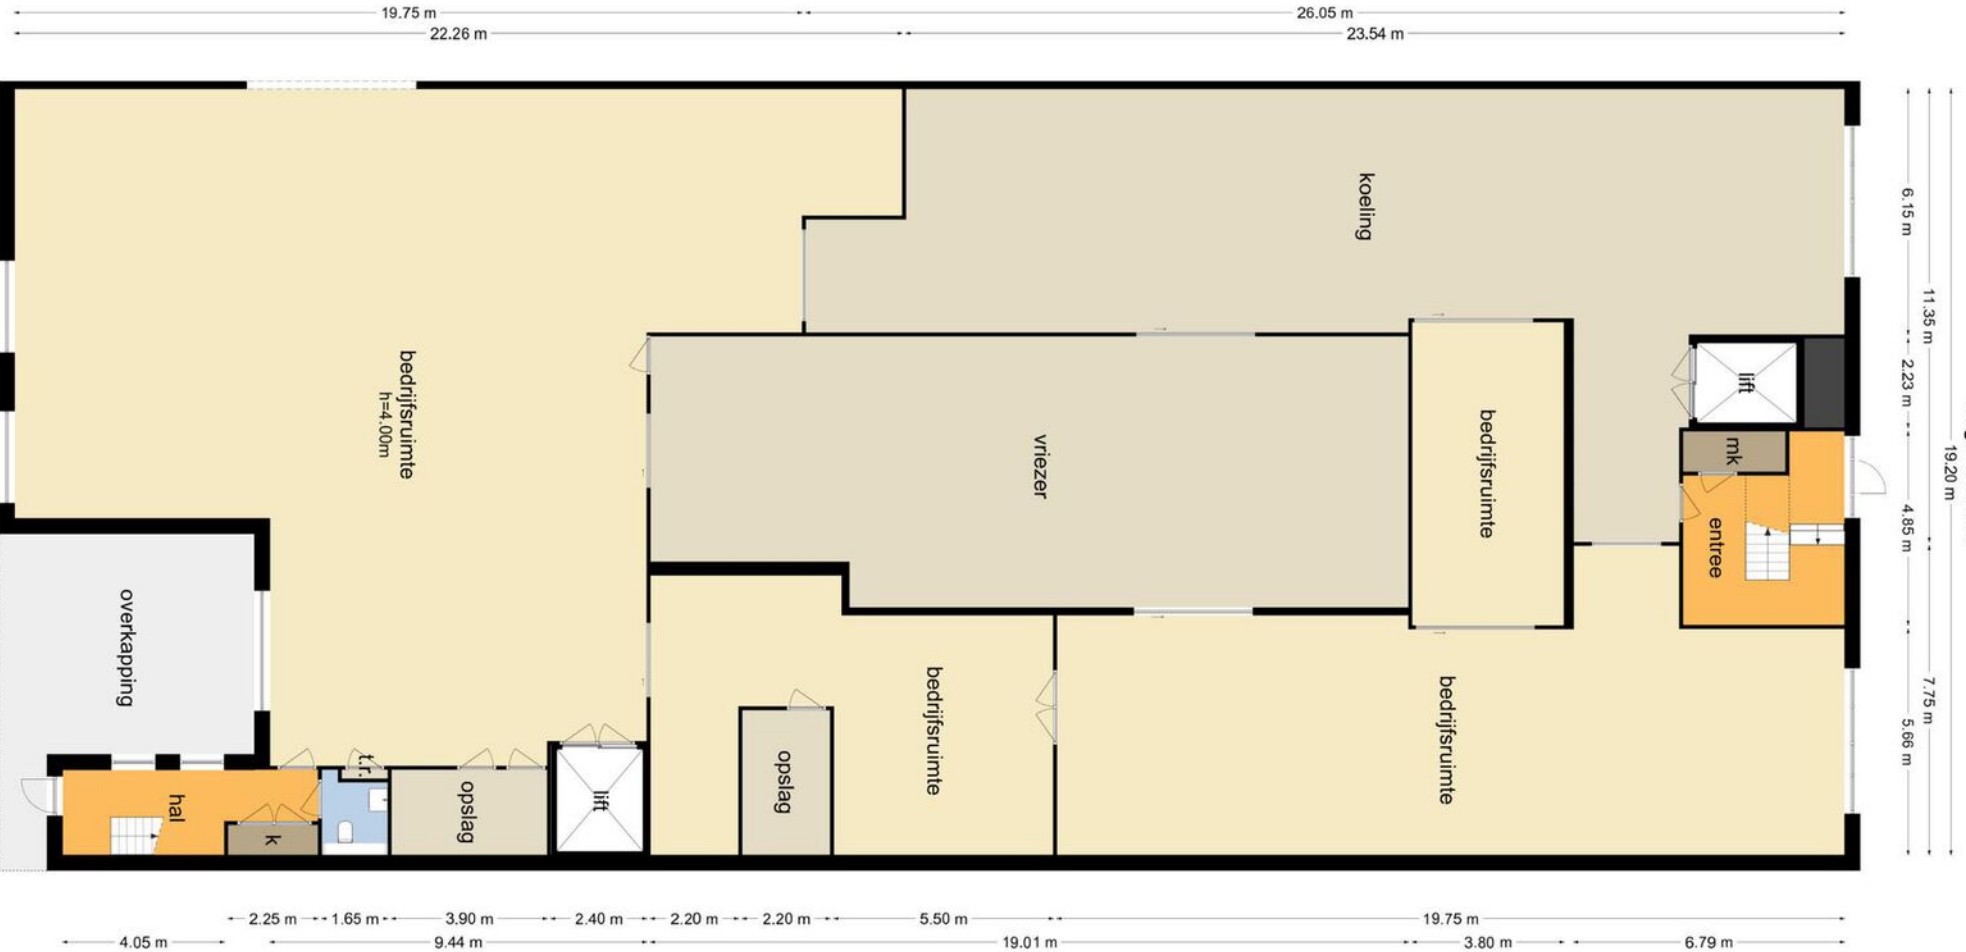 19.75 m
26.05 m
22.26 m
23.54 m
koeling
6.15 m
11.35 m
bedrijfsruimte
h=4.00m
vriezer
bedrijfsruimte
lift
2.23 m
mk
19.20 m
entree
4.85 m
overkapping
bedrijfsruimte
bedrijfsruimte
7.75 m
5.66 m
t.r.
hal
k
opslag
lift
opslag
2.25 m
1.65 m
3.90 m
2.40 m
2.20 m
2.20 m
5.50 m
19.75 m
4.05 m
9.44 m
19.01 m
3.80 m
6.79 m